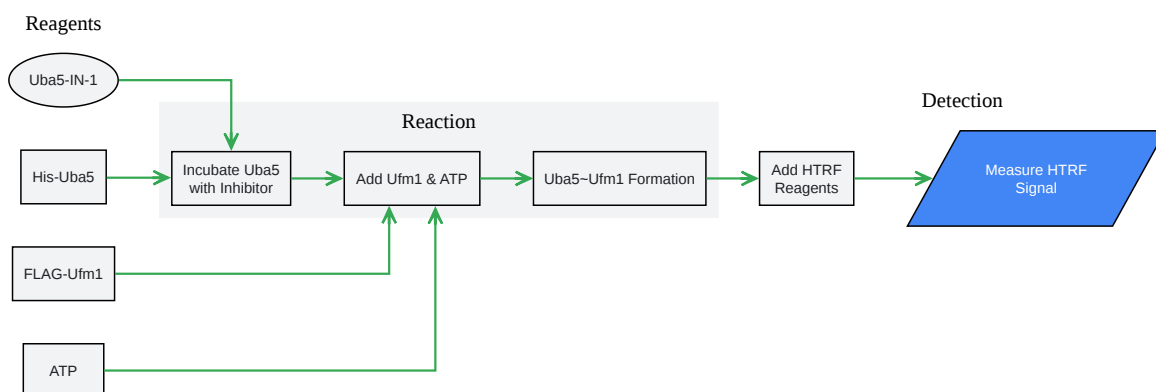 Reagents
Uba5-IN-1
Detection
Reaction
His-Uba5
Incubate Uba5
with Inhibitor
Add Ufm1 & ATP
Uba5~Ufm1 Formation
Add HTRF
Reagents
Measure HTRF
Signal
FLAG-Ufm1
ATP